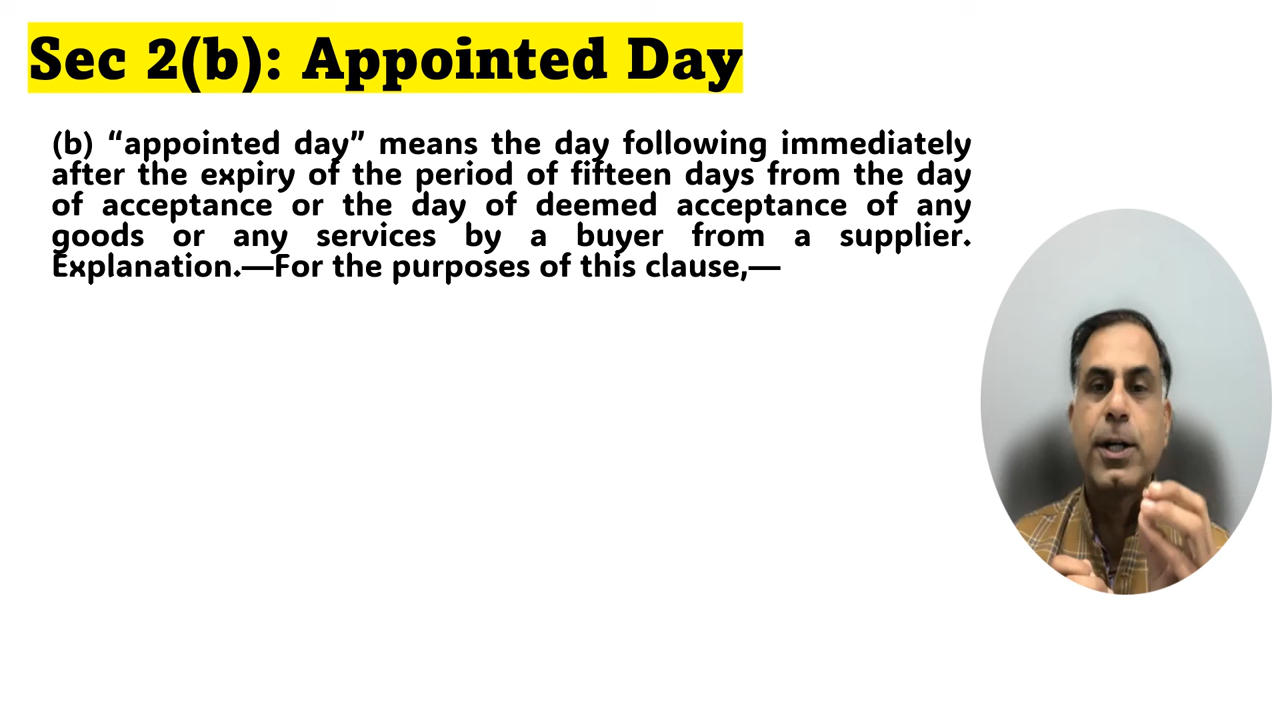 Sec 2(b): Appointed Day
(b) “appointed day” means the day following immediately
after the expiry of the period of fifteen days from the day
of acceptance or the day of deemed acceptance of any
goods or any services by a buyer from a supplier.
Explanation.—For the purposes of this clause,—